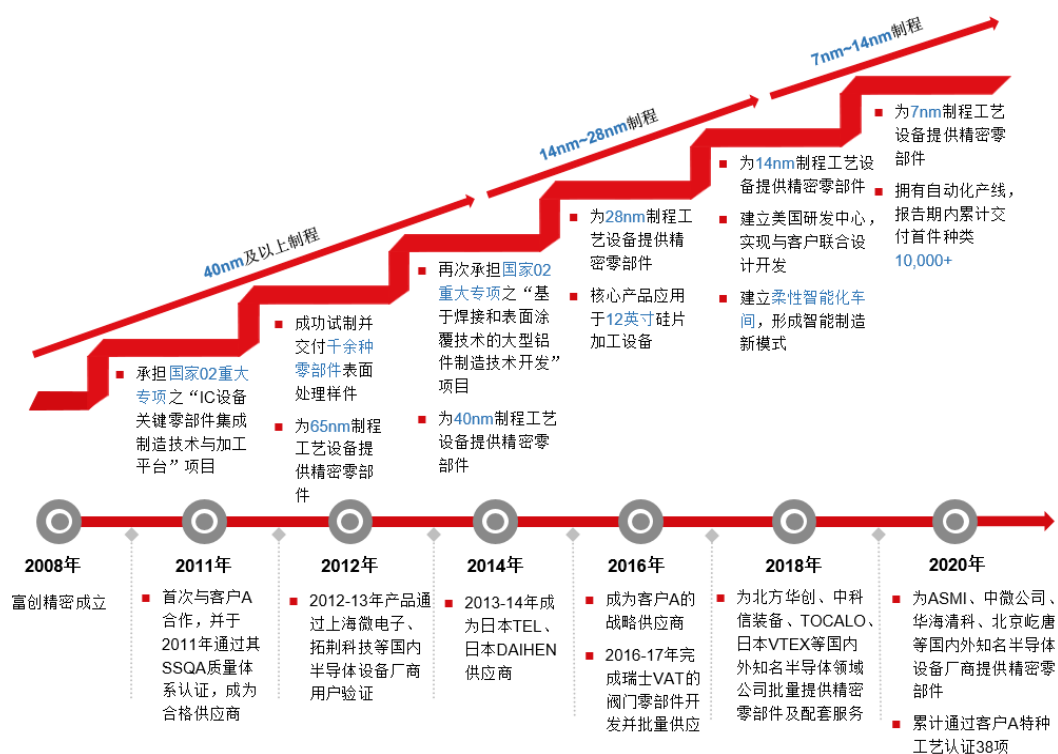 7nm~14nm制程
14nm~28nm制程
40nm及以上制程
承担国家02重大
专项之“IC设备
关键零部件集成
制造技术与加工
平台”项目
成功试制并
交付千余种
零部件表面
处理样件
为65nm制程
工艺设备提
供精密零部
件
再次承担国家02
重大专项之“基
于焊接和表面涂
覆技术的大型铝
件制造技术开发”
项目
为40nm制程工艺
设备提供精密零
部件
为28nm制程工
艺设备提供精
密零部件
核心产品应用
于12英寸硅片
加工设备
为14nm制程工艺设
备提供精密零部件
建立美国研发中心，
实现与客户联合设
计开发
建立柔性智能化车
间，形成智能制造
新模式
为7nm制程工艺
设备提供精密零
部件
拥有自动化产线，
报告期内累计交
付首件种类
10,000+
2008年
富创精密成立
2011年
首次与客户A
合作，并于
2011年通过其
SSQA质量体
系认证，成为
合格供应商
2012年
2012-13年产品通
过上海微电子、
拓荆科技等国内
半导体设备厂商
用户验证
2014年
2013-14年成
为日本TEL、
日本DAIHEN
供应商
2016年
成为客户A的
战略供应商
2016-17年完
成瑞士VAT的
阀门零部件开
发并批量供应
2018年
为北方华创、中科
信装备、TOCALO、
日本VTEX等国内
外知名半导体领域
公司批量提供精密
零部件及配套服务
2020年
为ASMI、中微公司、
华海清科、北京屹唐
等国内外知名半导体
设备厂商提供精密零
部件
累计通过客户A特种
工艺认证38项